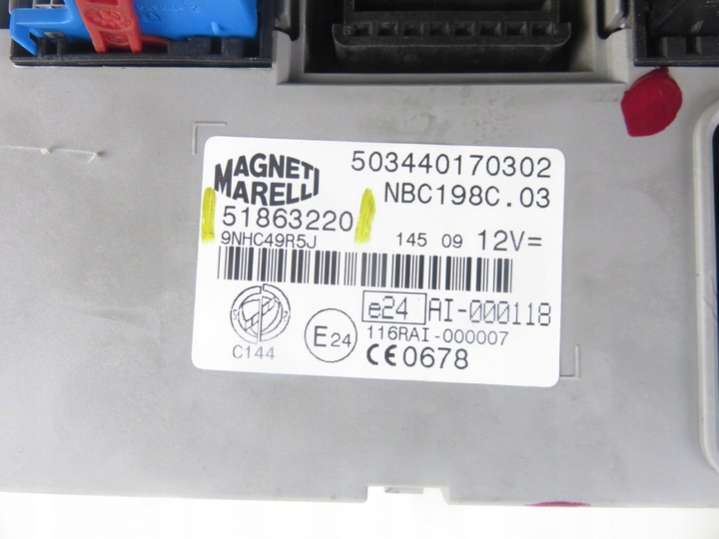 MAGNETI
MARELLI
503440170302
NBC198C.03
51863220
9NHC49R5J
145 09 12V=
e24 AI-000118
116RAI-000007
C144
E24
CE0678